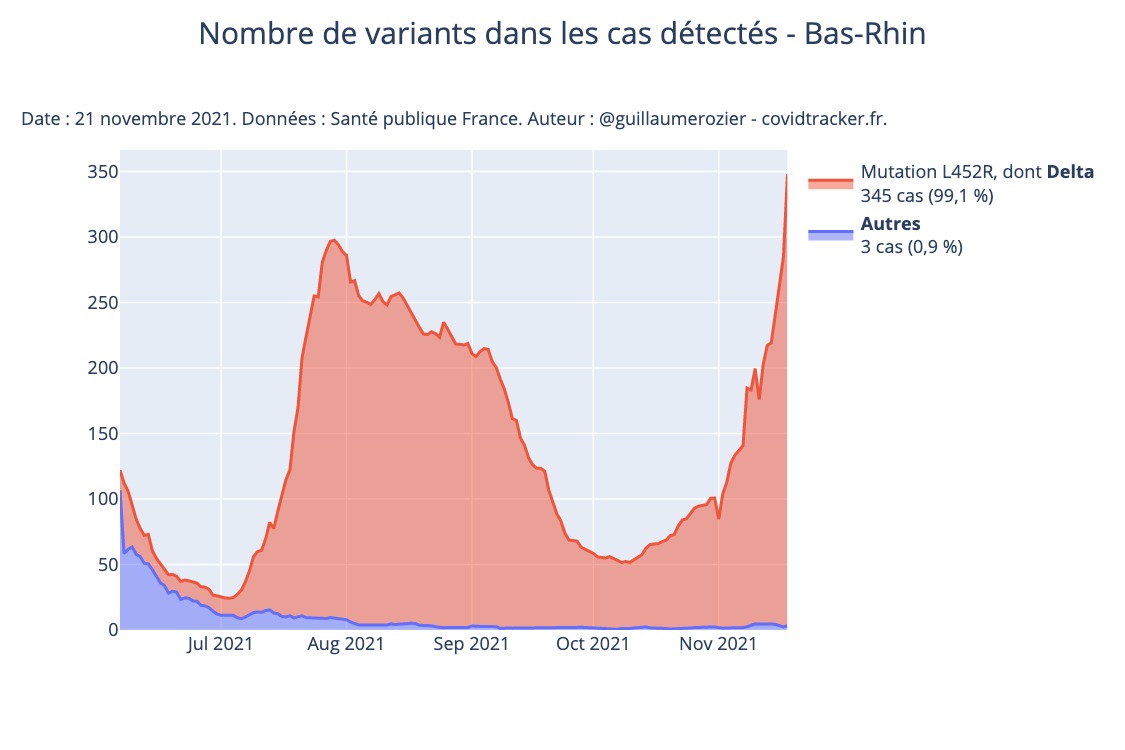 Nombre de variants dans les cas détectés - Bas-Rhin
Date : 21 novembre 2021. Données : Santé publique France. Auteur : @guillaumerozier - covidtracker.fr.
350
300
250
200
150
100
50
0
Jul 2021
Aug 2021
Sep 2021
Oct 2021
Nov 2021
Mutation L452R, dont Delta
345 cas (99,1 %)
Autres
3 cas (0,9 %)